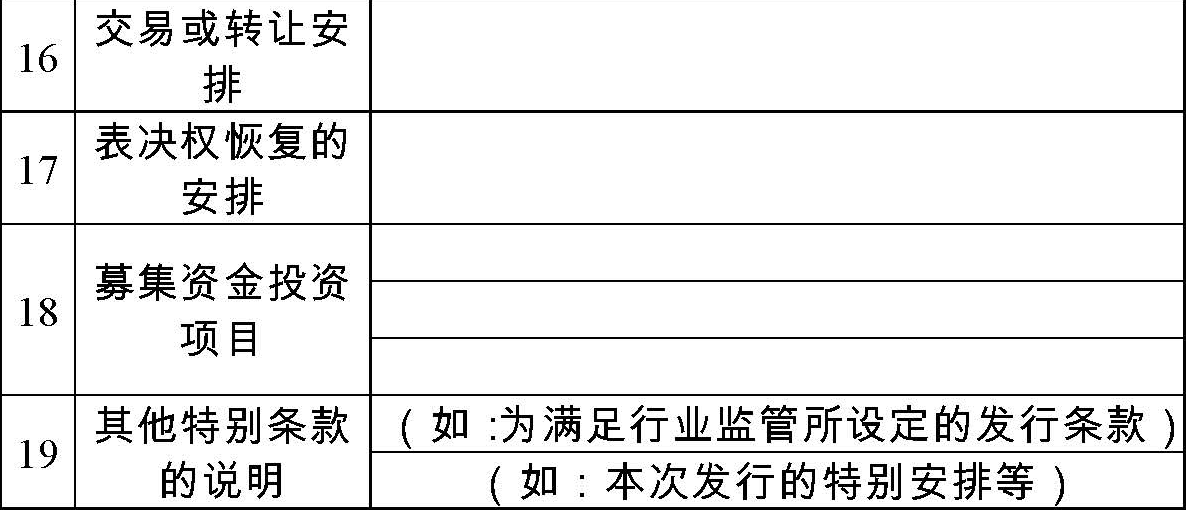 16
交易或转让安
排
17
表决权恢复的
安排
18
募集资金投资
项目
19
其他特别条款
的说明
（如：为满足行业监管所设定的发行条款）
（如：本次发行的特别安排等）